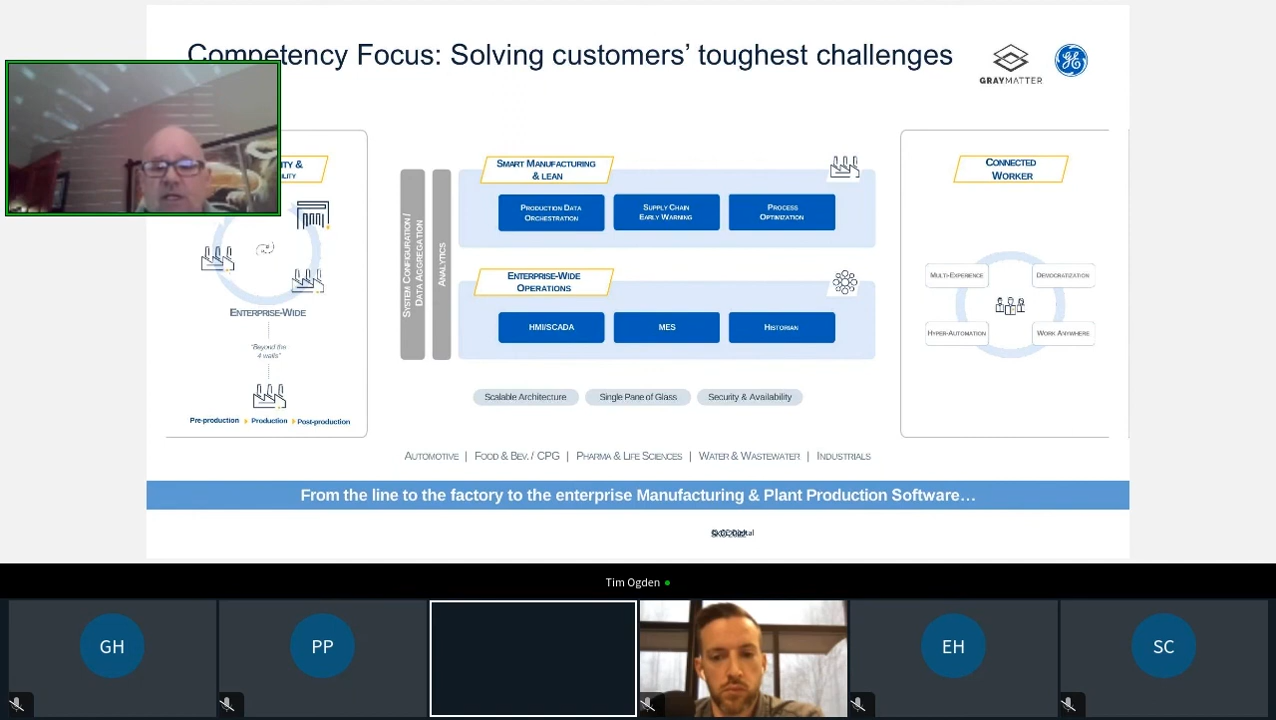 Competency Focus: Solving customers' toughest challenges
GRAYMATTER
ITY &
ILITY
ENTERPRISE-WIDE
"Beyond the
4 walls"
Pre-production
Production
Post-production
SYSTEM CONFIGURATION /
DATA AGGREGATION
ANALYTICS
SMART MANUFACTURING
& LEAN
PRODUCTION DATA
ORCHESTRATION
SUPPLY CHAIN
EARLY WARNING
PROCESS
OPTIMIZATION
ENTERPRISE-WIDE
OPERATIONS
HMI/SCADA
MES
HISTORIAN
Scalable Architecture
Single Pane of Glass
Security & Availability
CONNECTED
WORKER
MULTI-EXPERIENCE
DEMOCRATIZATION
HYPER-AUTOMATION
WORK ANYWHERE
AUTOMOTIVE | FOOD & BEV. / CPG | PHARMA & LIFE SCIENCES | WATER & WASTEWATER | INDUSTRIALS
From the line to the factory to the enterprise Manufacturing & Plant Production Software…
Tim Ogden
GH
PP
EH
SC